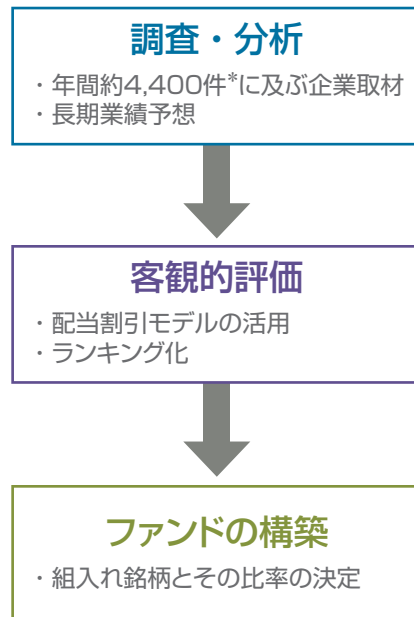 調査・分析
・年間約4,400件*に及ぶ企業取材
・長期業績予想
客観的評価
・配当割引モデルの活用
・ランキング化
ファンドの構築
・組入れ銘柄とその比率の決定